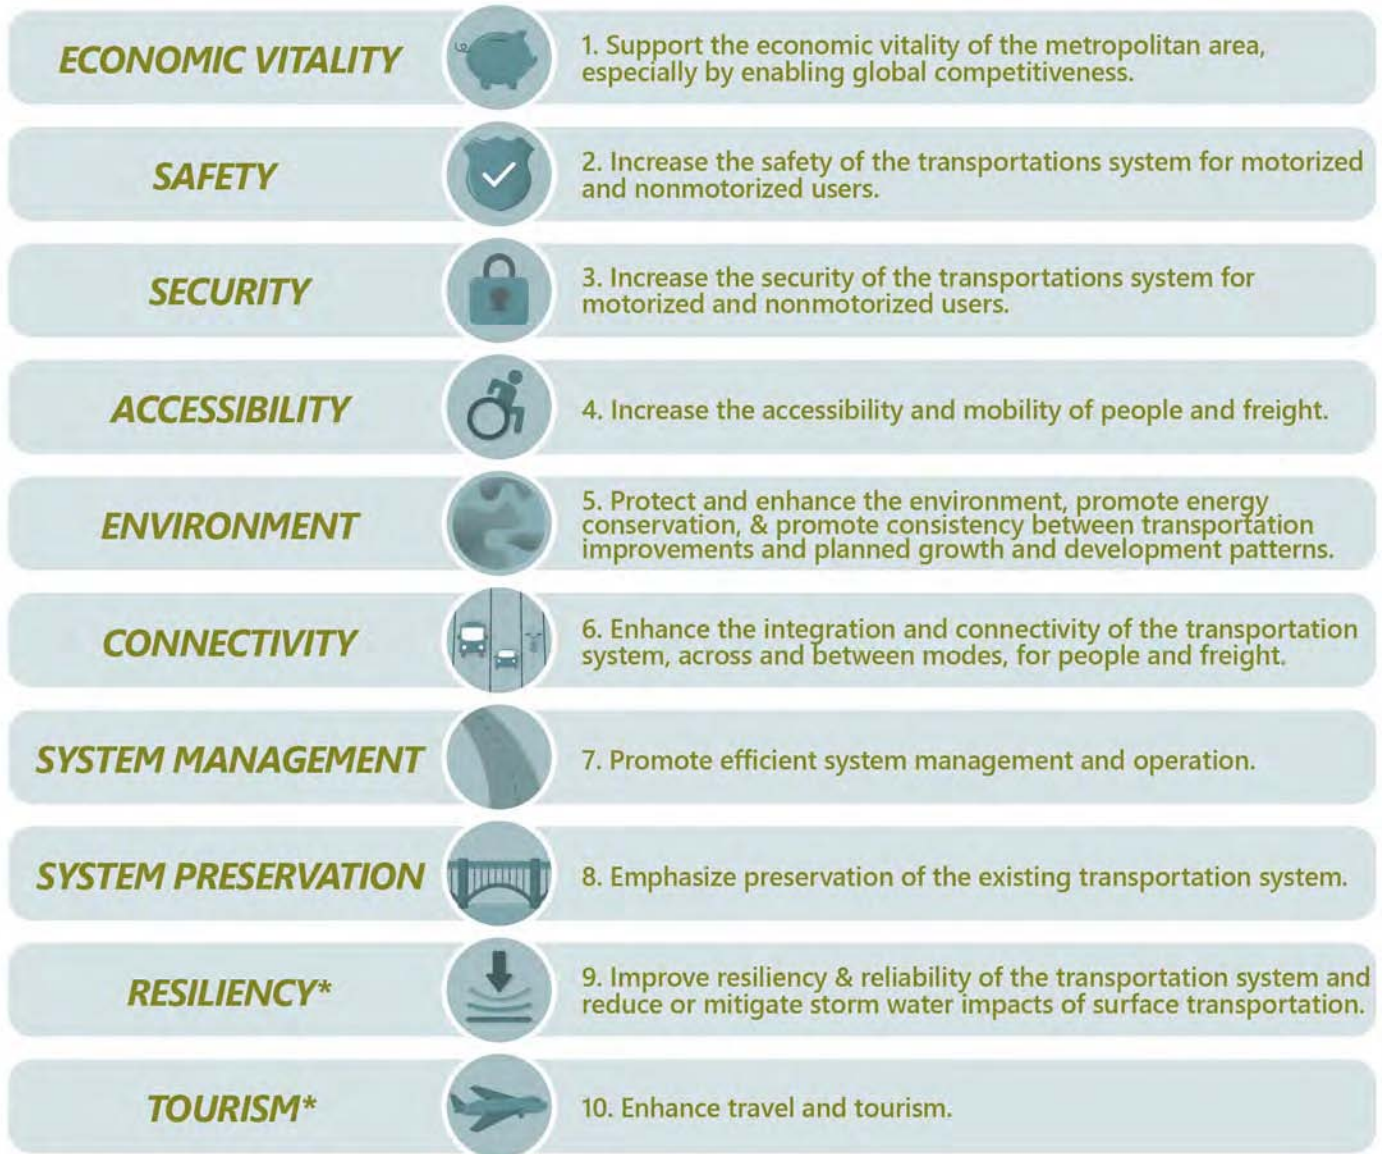 ECONOMIC VITALITY
1. Support the economic vitality of the metropolitan area,
especially by enabling global competitiveness.
SAFETY
2. Increase the safety of the transportations system for motorized
and nonmotorized users.
SECURITY
3. Increase the security of the transportations system for
motorized and nonmotorized users.
ACCESSIBILITY
4. Increase the accessibility and mobility of people and freight.
ENVIRONMENT
5. Protect and enhance the environment, promote energy
conservation, & promote consistency between transportation
improvements and planned growth and development patterns.
CONNECTIVITY
6. Enhance the integration and connectivity of the transportation
system, across and between modes, for people and freight.
SYSTEM MANAGEMENT
7. Promote efficient system management and operation.
SYSTEM PRESERVATION
8. Emphasize preservation of the existing transportation system.
RESILIENCY*
9. Improve resiliency & reliability of the transportation system and
reduce or mitigate storm water impacts of surface transportation.
TOURISM*
10. Enhance travel and tourism.